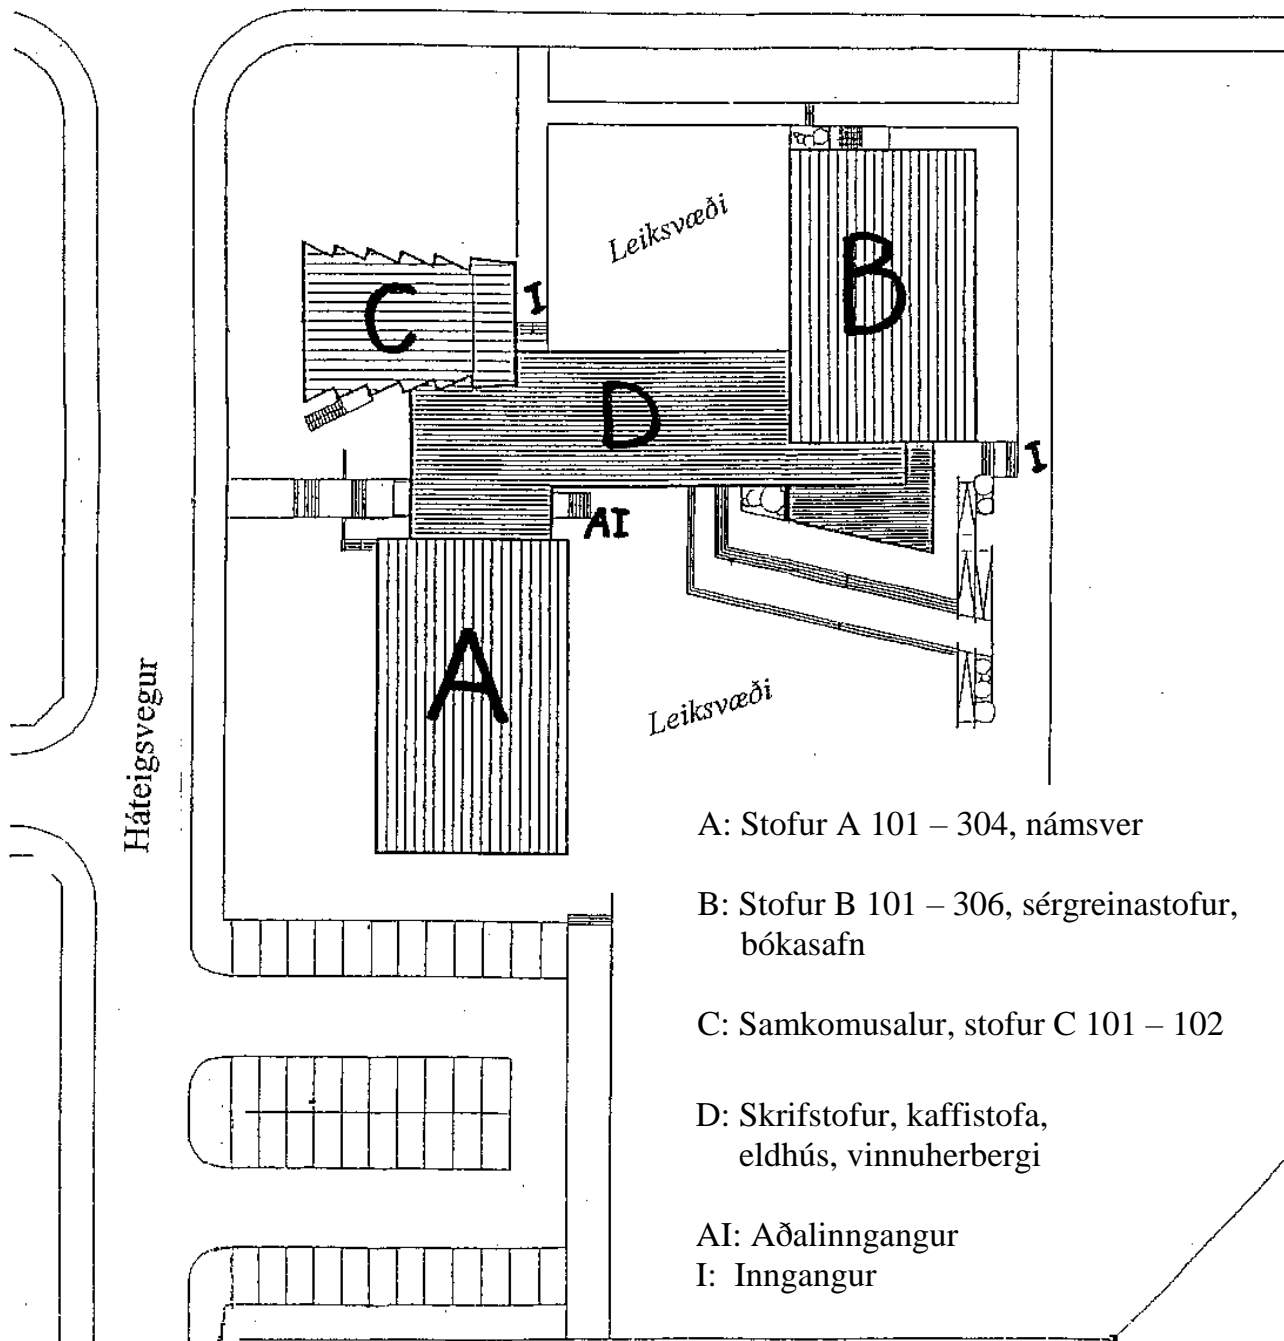 Leiksvæði
B
C
I
D
I
AI
A
Leiksvæði
Háteigsvegur
A: Stofur A 101 – 304, námsver
B: Stofur B 101 – 306, sérgreinastofur,
bókasafn
C: Samkomusalur, stofur C 101 – 102
D: Skrifstofur, kaffistofa,
eldhús, vinnuherbergi
AI: Aðalinngangur
I: Inngangur